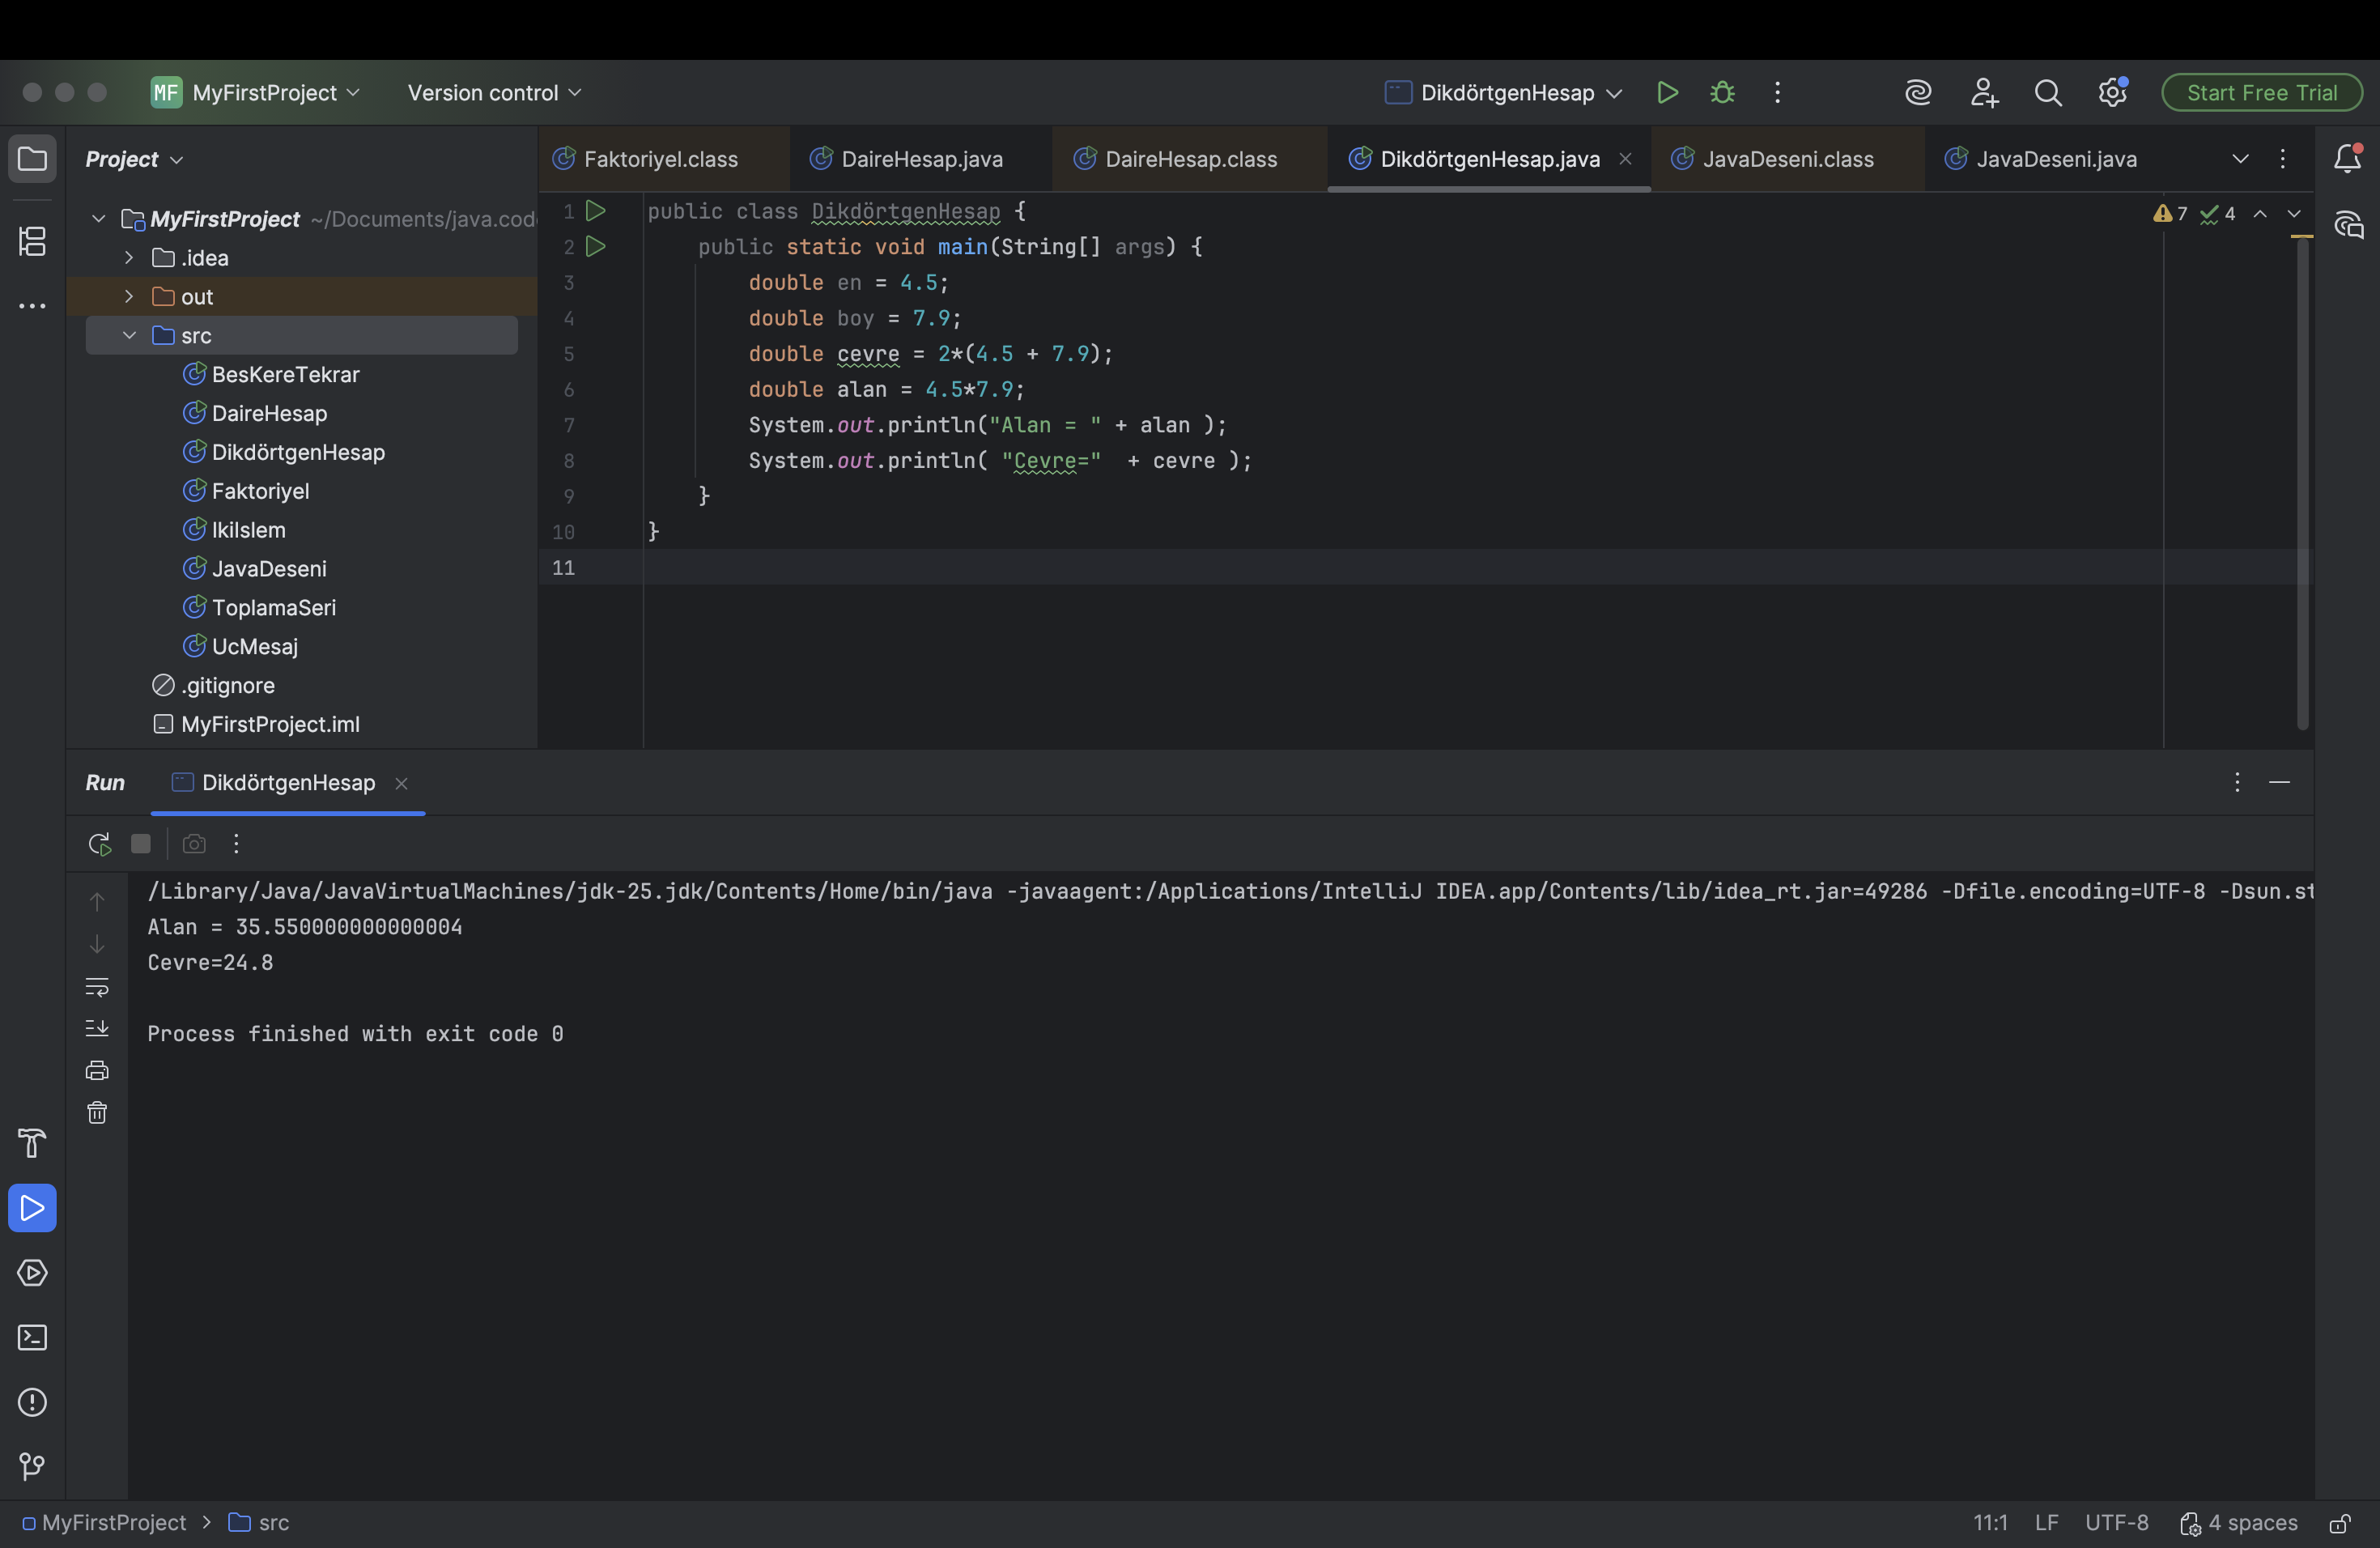 MF MyFirstProject Version control DikdörtgenHesap Start Free Trial
Project
Faktoriyel.class DaireHesap.java DaireHesap.class DikdörtgenHesap.java JavaDeseni.class JavaDeseni.java
MyFirstProject ~/Documents/java.cod
.idea
out
src
BesKereTekrar
DaireHesap
DikdörtgenHesap
Faktoriyel
IkiIslem
JavaDeseni
ToplamaSeri
UcMesaj
.gitignore
MyFirstProject.iml
7 4
1 public class DikdörtgenHesap {
2 public static void main(String[] args) {
3 double en = 4.5;
4 double boy = 7.9;
5 double cevre = 2*(4.5 + 7.9);
6 double alan = 4.5*7.9;
7 System.out.println("Alan = " + alan );
8 System.out.println( "Cevre="  + cevre );
9 }
10 }
11
Run DikdörtgenHesap
/Library/Java/JavaVirtualMachines/jdk-25.jdk/Contents/Home/bin/java -javaagent:/Applications/IntelliJ IDEA.app/Contents/lib/idea_rt.jar=49286 -Dfile.encoding=UTF-8 -Dsun.st
Alan = 35.550000000000004
Cevre=24.8
Process finished with exit code 0
MyFirstProject > src
11:1 LF UTF-8 4 spaces